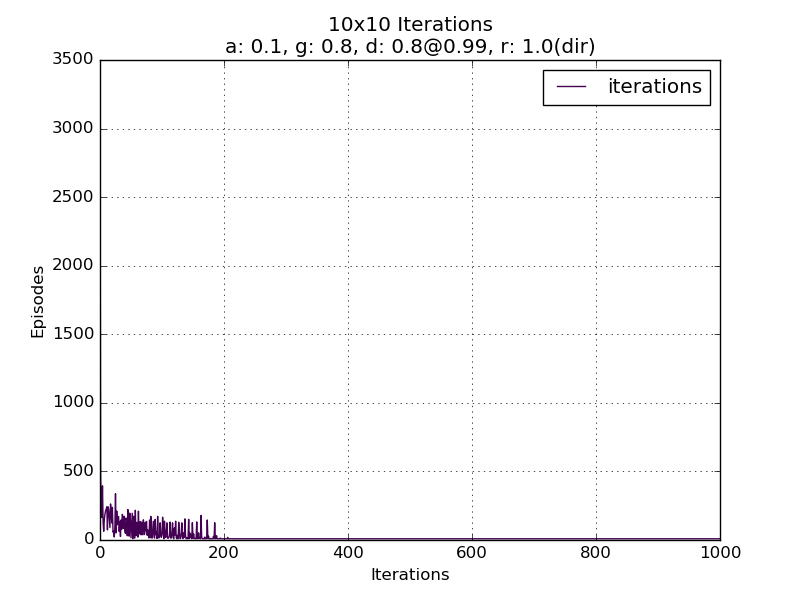 10x10 Iterations
a: 0.1, g: 0.8, d: 0.8@0.99, r: 1.0(dir)
iterations
3500
3000
2500
2000
1500
1000
500
0
Episodes
0 200 400 600 800 1000
Iterations